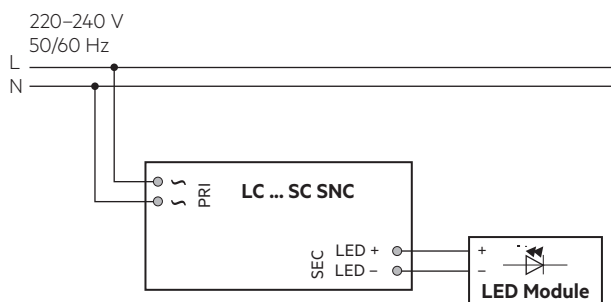 220–240 V
50/60 Hz
L
N
~
~
PRI
LC ... SC SNC
SEC
LED +
LED –
+
–
LED Module